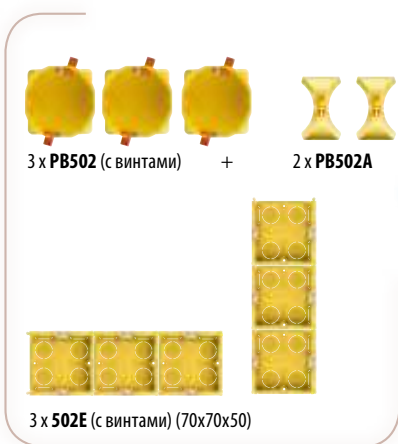 3 x PB502 (с винтами) + 2 x PB502A
3 x 502E (с винтами) (70x70x50)